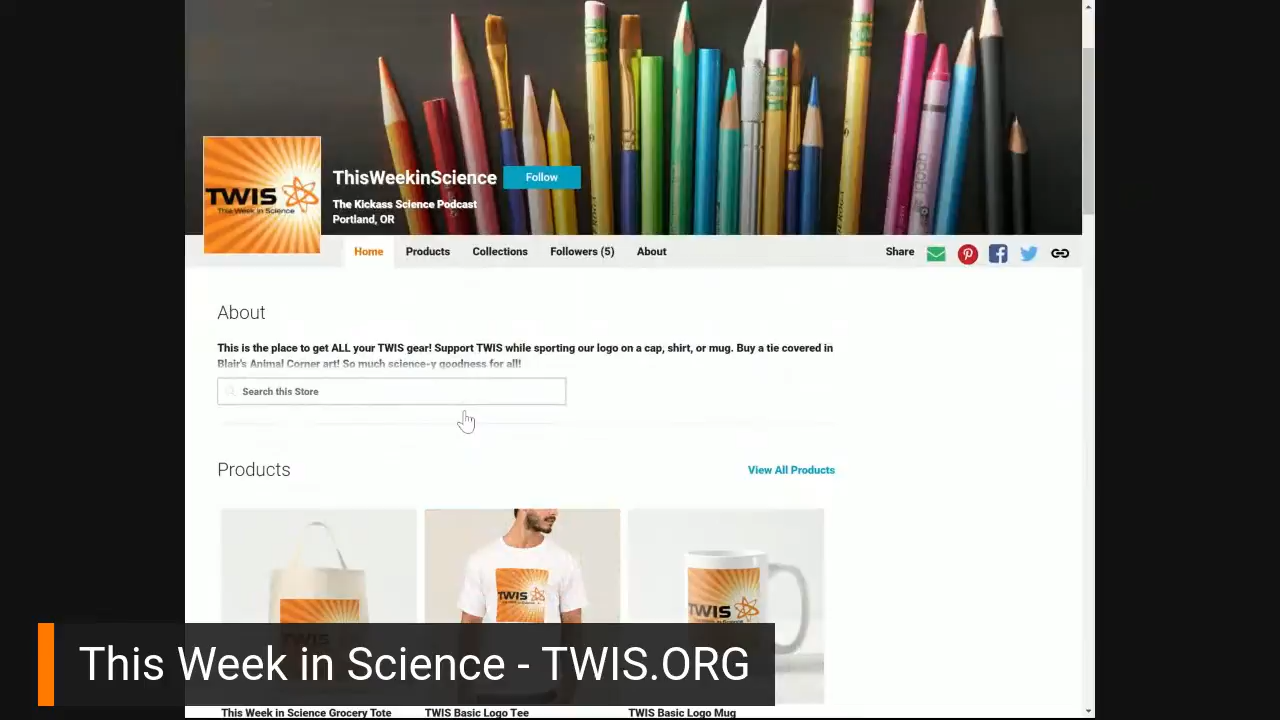 TWIS
This Week in Science
ThisWeekinScience
Follow
The Kickass Science Podcast
Portland, OR
Home
Products
Collections
Followers (5)
About
Share
About
This is the place to get ALL your TWIS gear! Support TWIS while sporting our logo on a cap, shirt, or mug. Buy a tie covered in
Blair's Animal Corner art! So much science-y goodness for all!
Search this Store
Products
View All Products
TWIS
TWIS
This Week in Science - TWIS.ORG
This Week in Science Grocery Tote
TWIS Basic Logo Tee
TWIS Basic Logo Mug